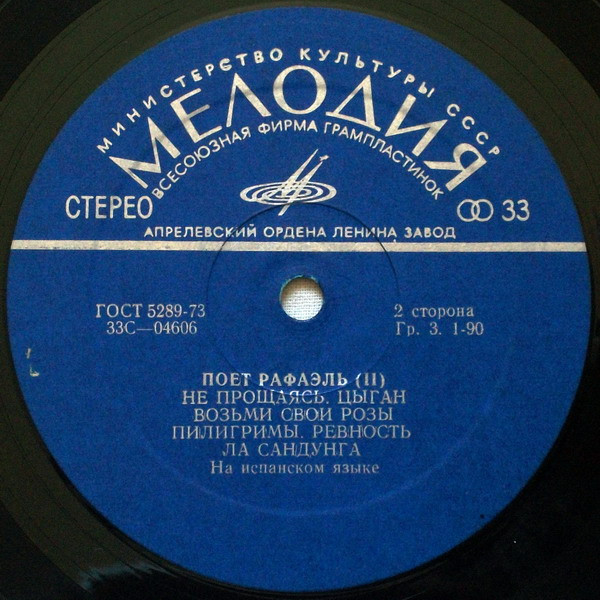 МИНИСТЕРСТВО КУЛЬТУРЫ СССР
МЕЛОДИЯ
ВСЕСОЮЗНАЯ ФИРМА ГРАМПЛАСТИНОК
СТЕРЕО
33
АПРЕЛЕВСКИЙ ОРДЕНА ЛЕНИНА ЗАВОД
ГОСТ 5289-73
33С—04606
2 сторона
Гр. 3. 1-90
ПОЕТ РАФАЭЛЬ (II)
НЕ ПРОЩАЯСЬ. ЦЫГАН
ВОЗЬМИ СВОИ РОЗЫ
ПИЛИГРИМЫ. РЕВНОСТЬ
ЛА САНДУНГА
На испанском языке